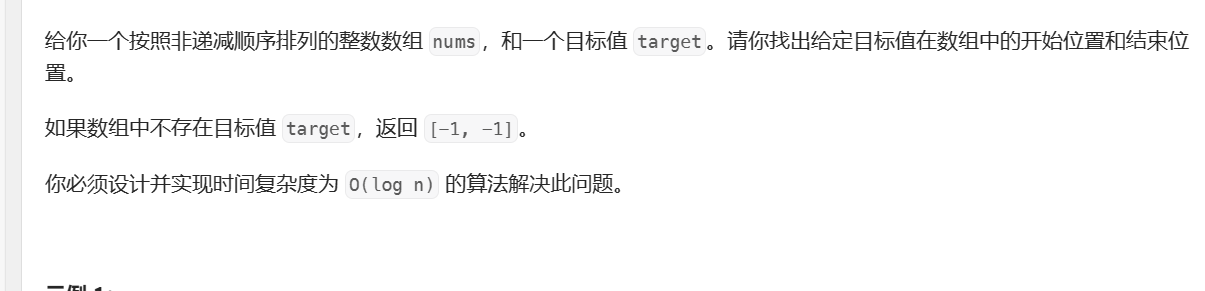 给你一个按照非递减顺序排列的整数数组 nums，和一个目标值 target。请你找出给定目标值在数组中的开始位置和结束位
置。
如果数组中不存在目标值 target，返回 [-1, -1]。
你必须设计并实现时间复杂度为 O(log n) 的算法解决此问题。
示例 1: